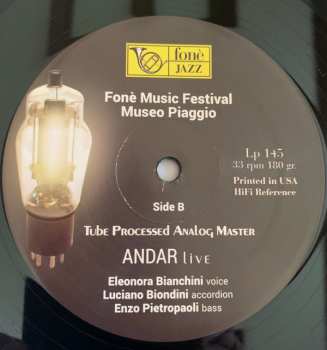 fonè
JAZZ
Fonè Music Festival
Museo Piaggio
Lp 145
33 rpm 180 gr.
Printed in USA
HiFi Reference
Side B
Tube Processed Analog Master
ANDAR live
Eleonora Bianchini voice
Luciano Biondini accordion
Enzo Pietropaoli bass